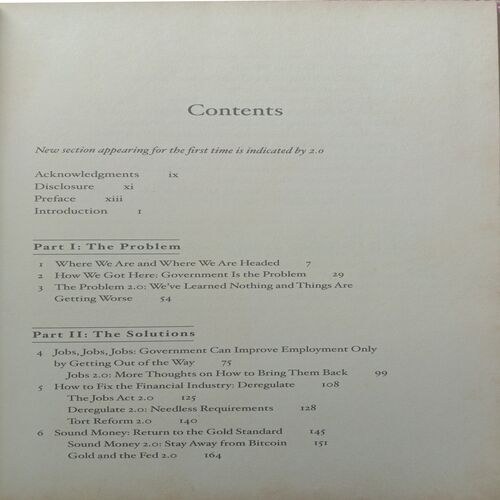 Contents
New section appearing for the first time is indicated by 2.0
Acknowledgments ix
Disclosure xi
Preface xiii
Introduction 1
Part I: The Problem
1 Where We Are and Where We Are Headed 7
2 How We Got Here: Government Is the Problem 29
3 The Problem 2.0: We've Learned Nothing and Things Are
Getting Worse 54
Part II: The Solutions
4 Jobs, Jobs, Jobs: Government Can Improve Employment Only
by Getting Out of the Way 75
Jobs 2.0: More Thoughts on How to Bring Them Back 99
5 How to Fix the Financial Industry: Deregulate 108
The Jobs Act 2.0 125
Deregulate 2.0: Needless Requirements 128
Tort Reform 2.0 140
6 Sound Money: Return to the Gold Standard 145
Sound Money 2.0: Stay Away from Bitcoin 151
Gold and the Fed 2.0 164